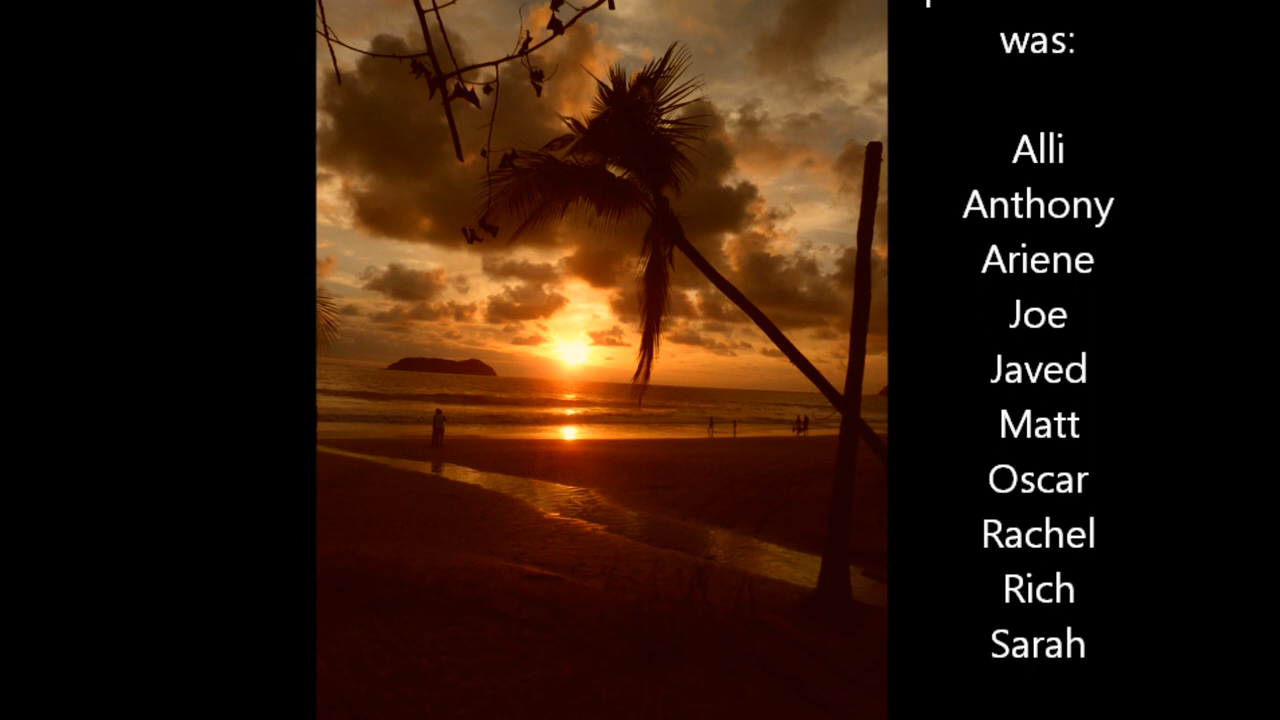 was:
Alli
Anthony
Ariene
Joe
Javed
Matt
Oscar
Rachel
Rich
Sarah